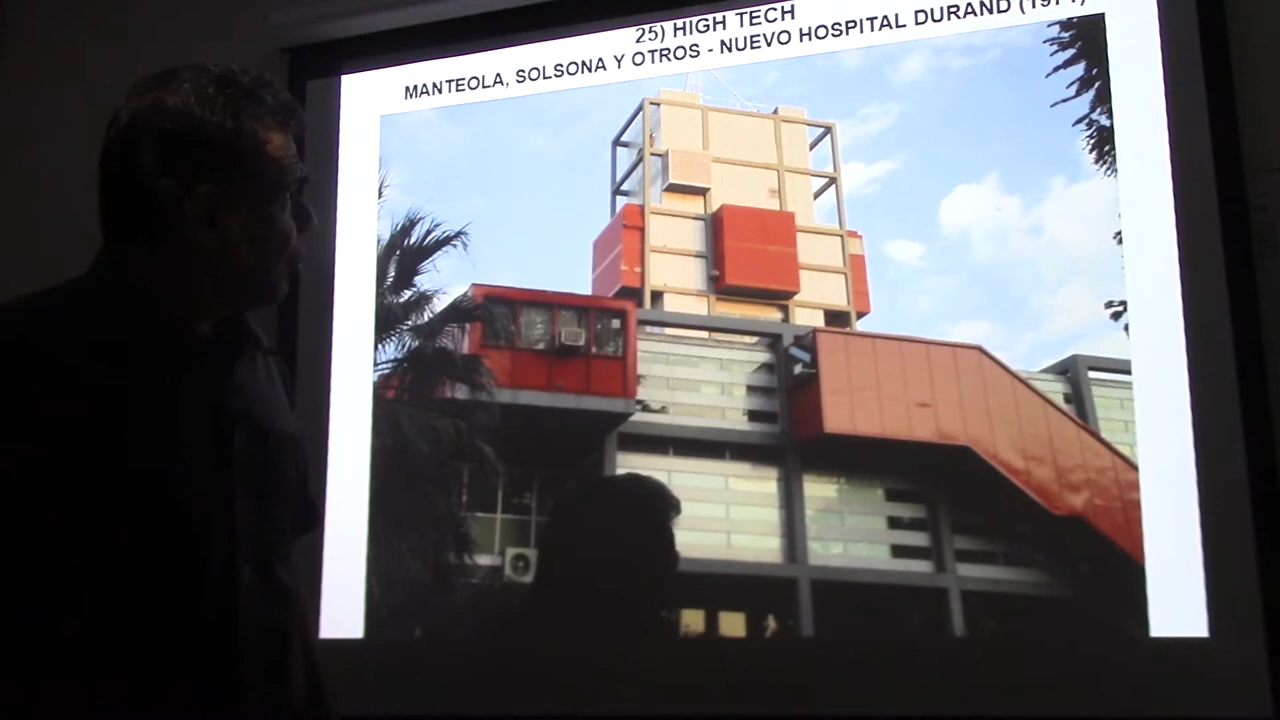 25) HIGH TECH
MANTEOLA, SOLSONA Y OTROS - NUEVO HOSPITAL DURAND